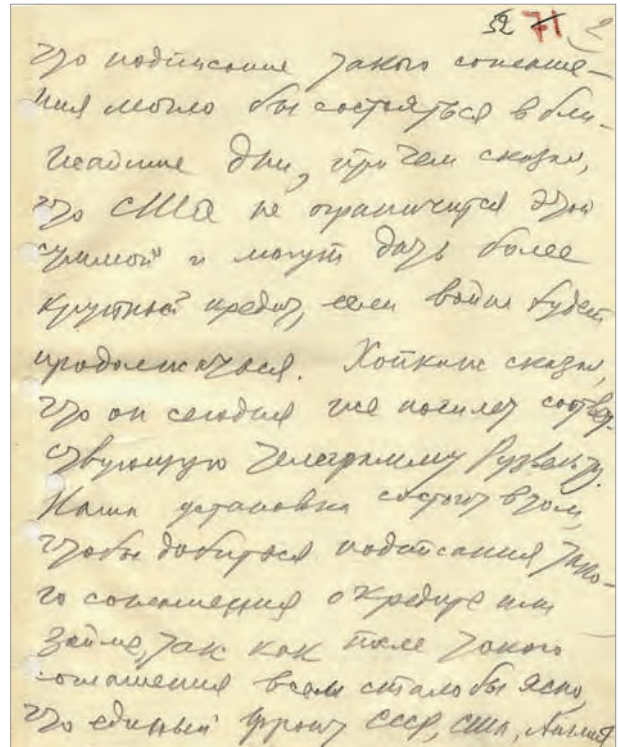 52 71 2
что подписание такого соглаше-
ния могло бы состояться в бли-
жайшие дни, при чем сказал,
что США не ограничится этой
суммой и могут дать более
крупный кредит, если война будет
продолжаться. Хопкинс сказал,
что он сегодня же пошлет соответ-
ствующую телеграмму Рузвельту.
Наша установка состоит в том,
чтобы добиться подписания тако-
го соглашения о кредите или
займе, так как после такого
соглашения всем стало бы ясно,
что единый фронт СССР, США, Англия